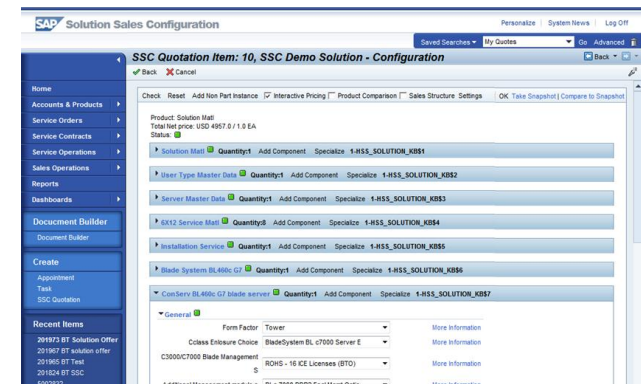 SAP Solution Sales Configuration
Personalize System News Log Off
Saved Searches My Quotes Go Advanced
SSC Quotation Item: 10, SSC Demo Solution - Configuration
Back
Back Cancel
Home
Accounts & Products
Service Orders
Service Contracts
Service Operations
Sales Operations
Reports
Dashboards
Document Builder
Document Builder
Create
Appointment
Task
SSC Quotation
Recent Items
201973 BT Solution Offer
201967 BT solution offer
201965 BT Test
201824 BT SSC
Check Reset Add Non Part Instance Interactive Pricing Product Comparison Sales Structure Settings OK Take Snapshot | Compare to Snapshot
Product: Solution Matl
Total Net price: USD 4957.0 / 1.0 EA
Status:
Solution Matl Quantity:1 Add Component Specialize 1-HSS_SOLUTION_KB$1
User Type Master Data Quantity:1 Add Component Specialize 1-HSS_SOLUTION_KB$2
Server Master Data Quantity:1 Add Component Specialize 1-HSS_SOLUTION_KB$3
6X12 Service Matl Quantity:8 Add Component Specialize 1-HSS_SOLUTION_KB$4
Installation Service Quantity:1 Add Component Specialize 1-HSS_SOLUTION_KB$5
Blade System BL460c G7 Quantity:1 Add Component Specialize 1-HSS_SOLUTION_KB$6
ConServ BL460c G7 blade server Quantity:1 Add Component Specialize 1-HSS_SOLUTION_KB$7
General
Form Factor Tower More Information
Cclass Enlosure Choice BladeSystem BL c7000 Server E More Information
C3000/C7000 Blade Management
S
ROHS - 16 ICE Licenses (BTO) More Information